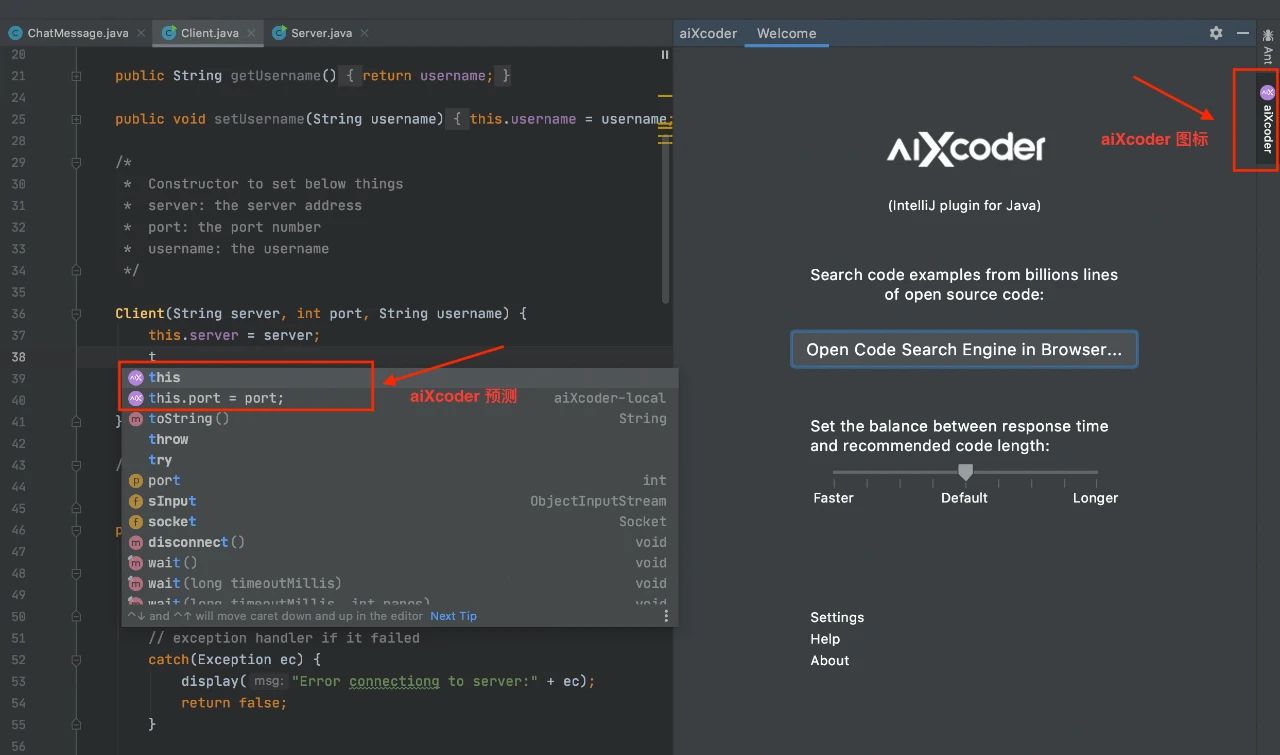 ChatMessage.java
Client.java
Server.java
20
21 public String getUsername() { return username; }
24
25 public void setUsername(String username) { this.username = username;
28
29 /*
30 * Constructor to set below things
31 * server: the server address
32 * port: the port number
33 * username: the username
34 */
35
36 Client(String server, int port, String username) {
37 this.server = server;
38 t
39
40
41 }
42
43 /
44
45
46 p
47
48
49
50
51 // exception handler if it failed
52 catch(Exception ec) {
53 display( msg: "Error connectiong to server:" + ec);
54 return false;
55 }
56
this
this.port = port; aiXcoder-local
toString() String
throw
try
port int
sInput ObjectInputStream
socket Socket
disconnect() void
wait() void
wait(long timeoutMillis) void
wait(long timeoutMillis, int nanos) void
^↓ and ^↑ will move caret down and up in the editor Next Tip
aiXcoder 预测
aiXcoder Welcome
aiXcoder
(IntelliJ plugin for Java)
Search code examples from billions lines
of open source code:
Open Code Search Engine in Browser...
Set the balance between response time
and recommended code length:
Faster Default Longer
Settings
Help
About
aiXcoder 图标
Ant
aiXcoder